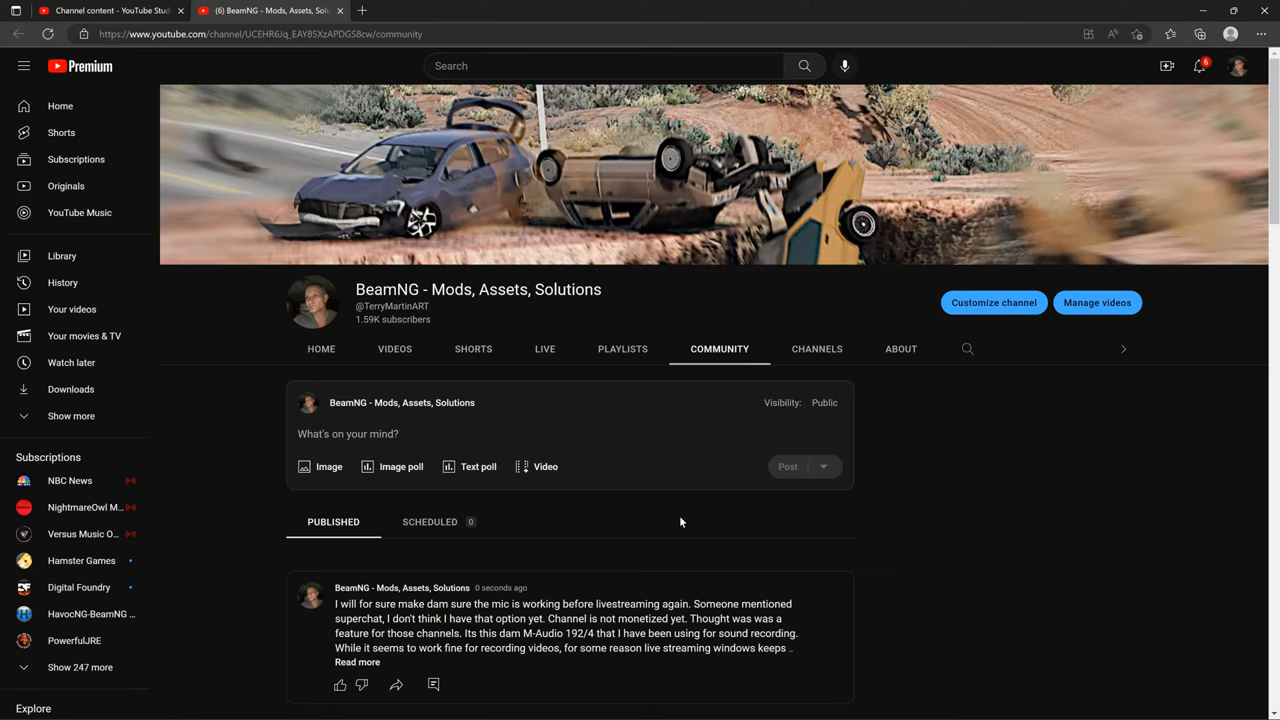 Channel content - YouTube Studi
(6) BeamNG - Mods, Assets, Solu
https://www.youtube.com/channel/UCEHR6Jq_EAY85XzAPDGS8cw/community
Premium
Search
6
Home
Shorts
Subscriptions
Originals
YouTube Music
Library
History
Your videos
Your movies & TV
Watch later
Downloads
Show more
Subscriptions
NBC News
NightmareOwl M...
Versus Music O...
Hamster Games
Digital Foundry
HavocNG-BeamNG ...
PowerfulJRE
Show 247 more
Explore
BeamNG - Mods, Assets, Solutions
@TerryMartinART
1.59K subscribers
Customize channel
Manage videos
HOME VIDEOS SHORTS LIVE PLAYLISTS COMMUNITY CHANNELS ABOUT
BeamNG - Mods, Assets, Solutions
Visibility: Public
What's on your mind?
Image Image poll Text poll Video
Post
PUBLISHED SCHEDULED 0
BeamNG - Mods, Assets, Solutions 0 seconds ago
I will for sure make dam sure the mic is working before livestreaming again. Someone mentioned
superchat, I don't think I have that option yet. Channel is not monetized yet. Thought was was a
feature for those channels. Its this dam M-Audio 192/4 that I have been using for sound recording.
While it seems to work fine for recording videos, for some reason live streaming windows keeps ..
Read more